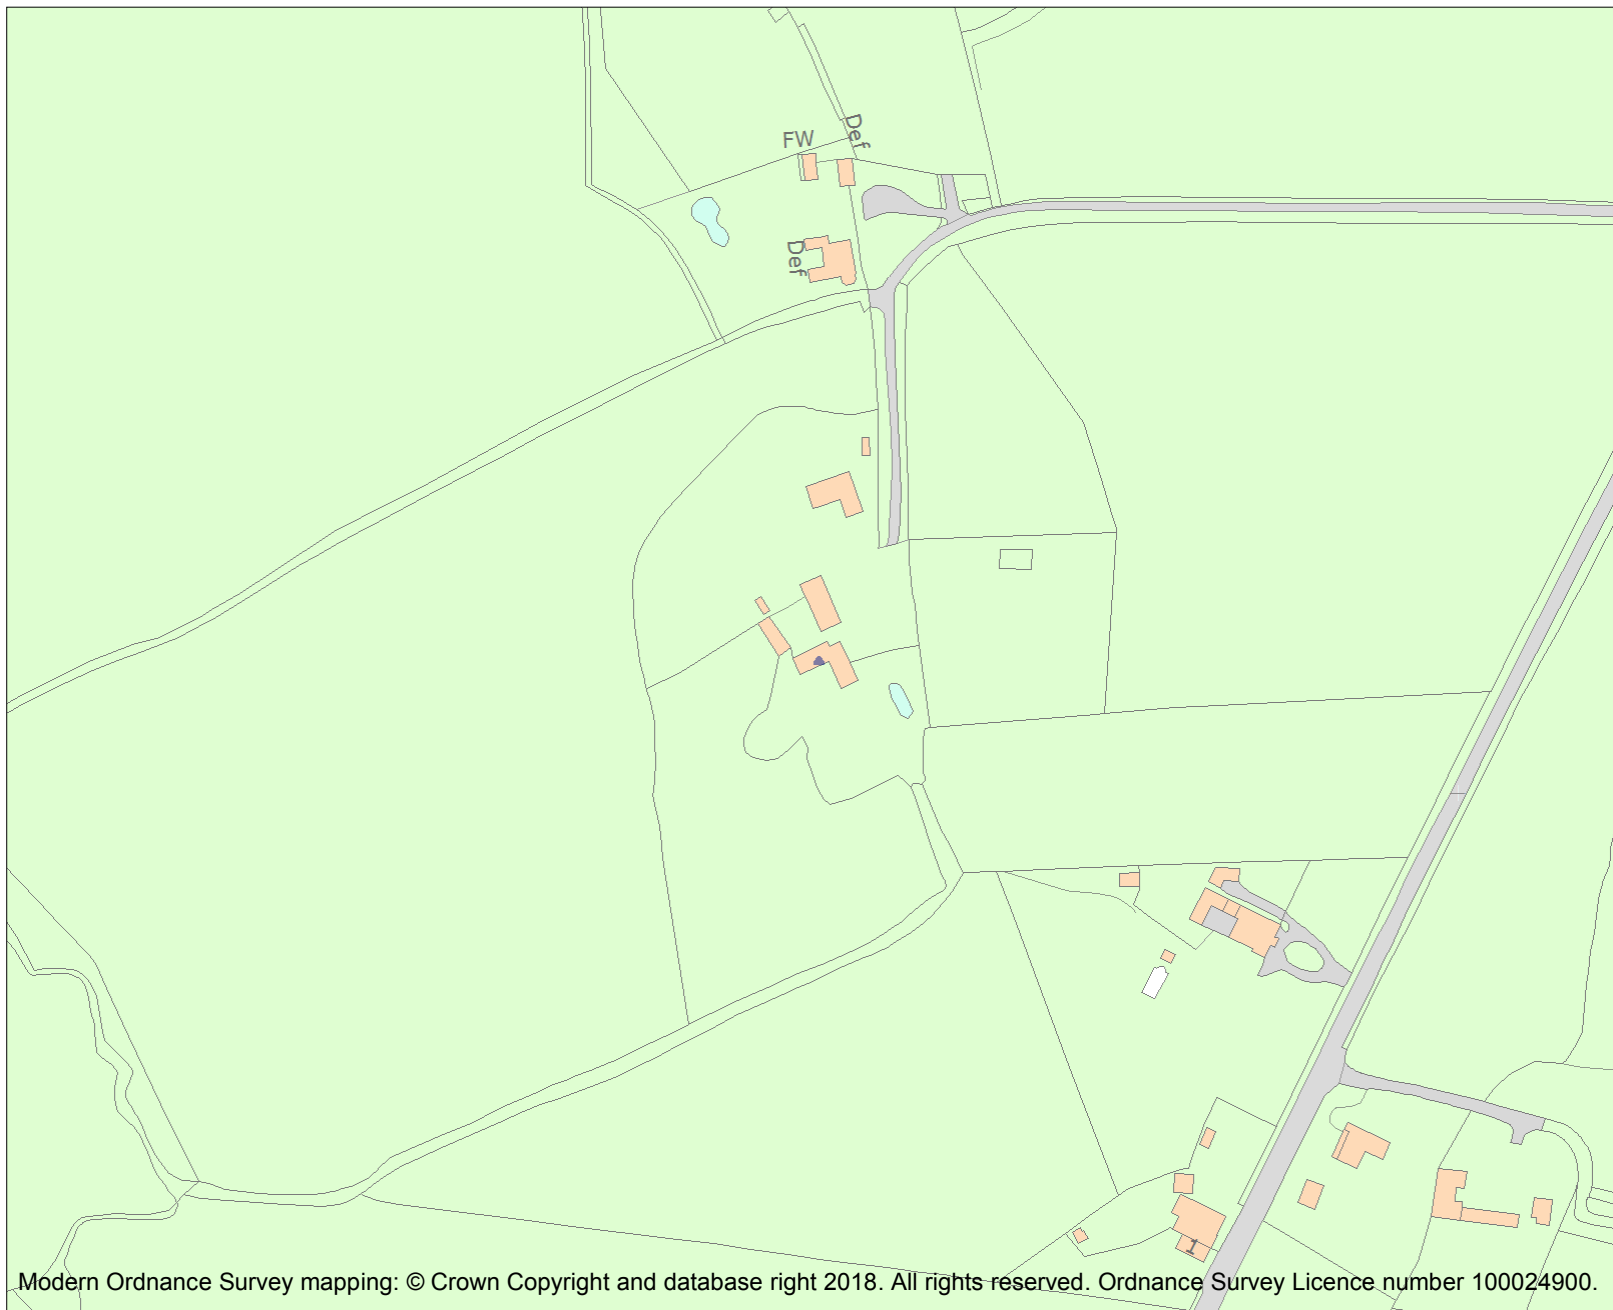 FW
Def
Def
1
Modern Ordnance Survey mapping: © Crown Copyright and database right 2018. All rights reserved. Ordnance Survey Licence number 100024900.